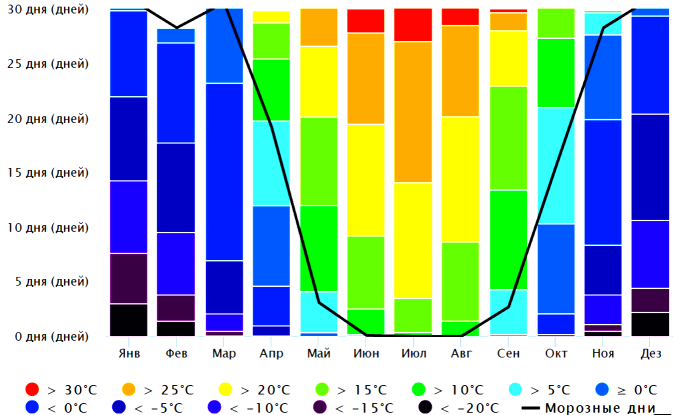 30 дня (дней)
25 дня (дней)
20 дня (дней)
15 дня (дней)
10 дня (дней)
5 дня (дней)
0 дня (дней)
Янв Фев Мар Апр Май Июн Июл Авг Сен Окт Ноя Дез
> 30°C > 25°C > 20°C > 15°C > 10°C > 5°C ≥ 0°C
< 0°C < -5°C < -10°C < -15°C < -20°C Морозные дни